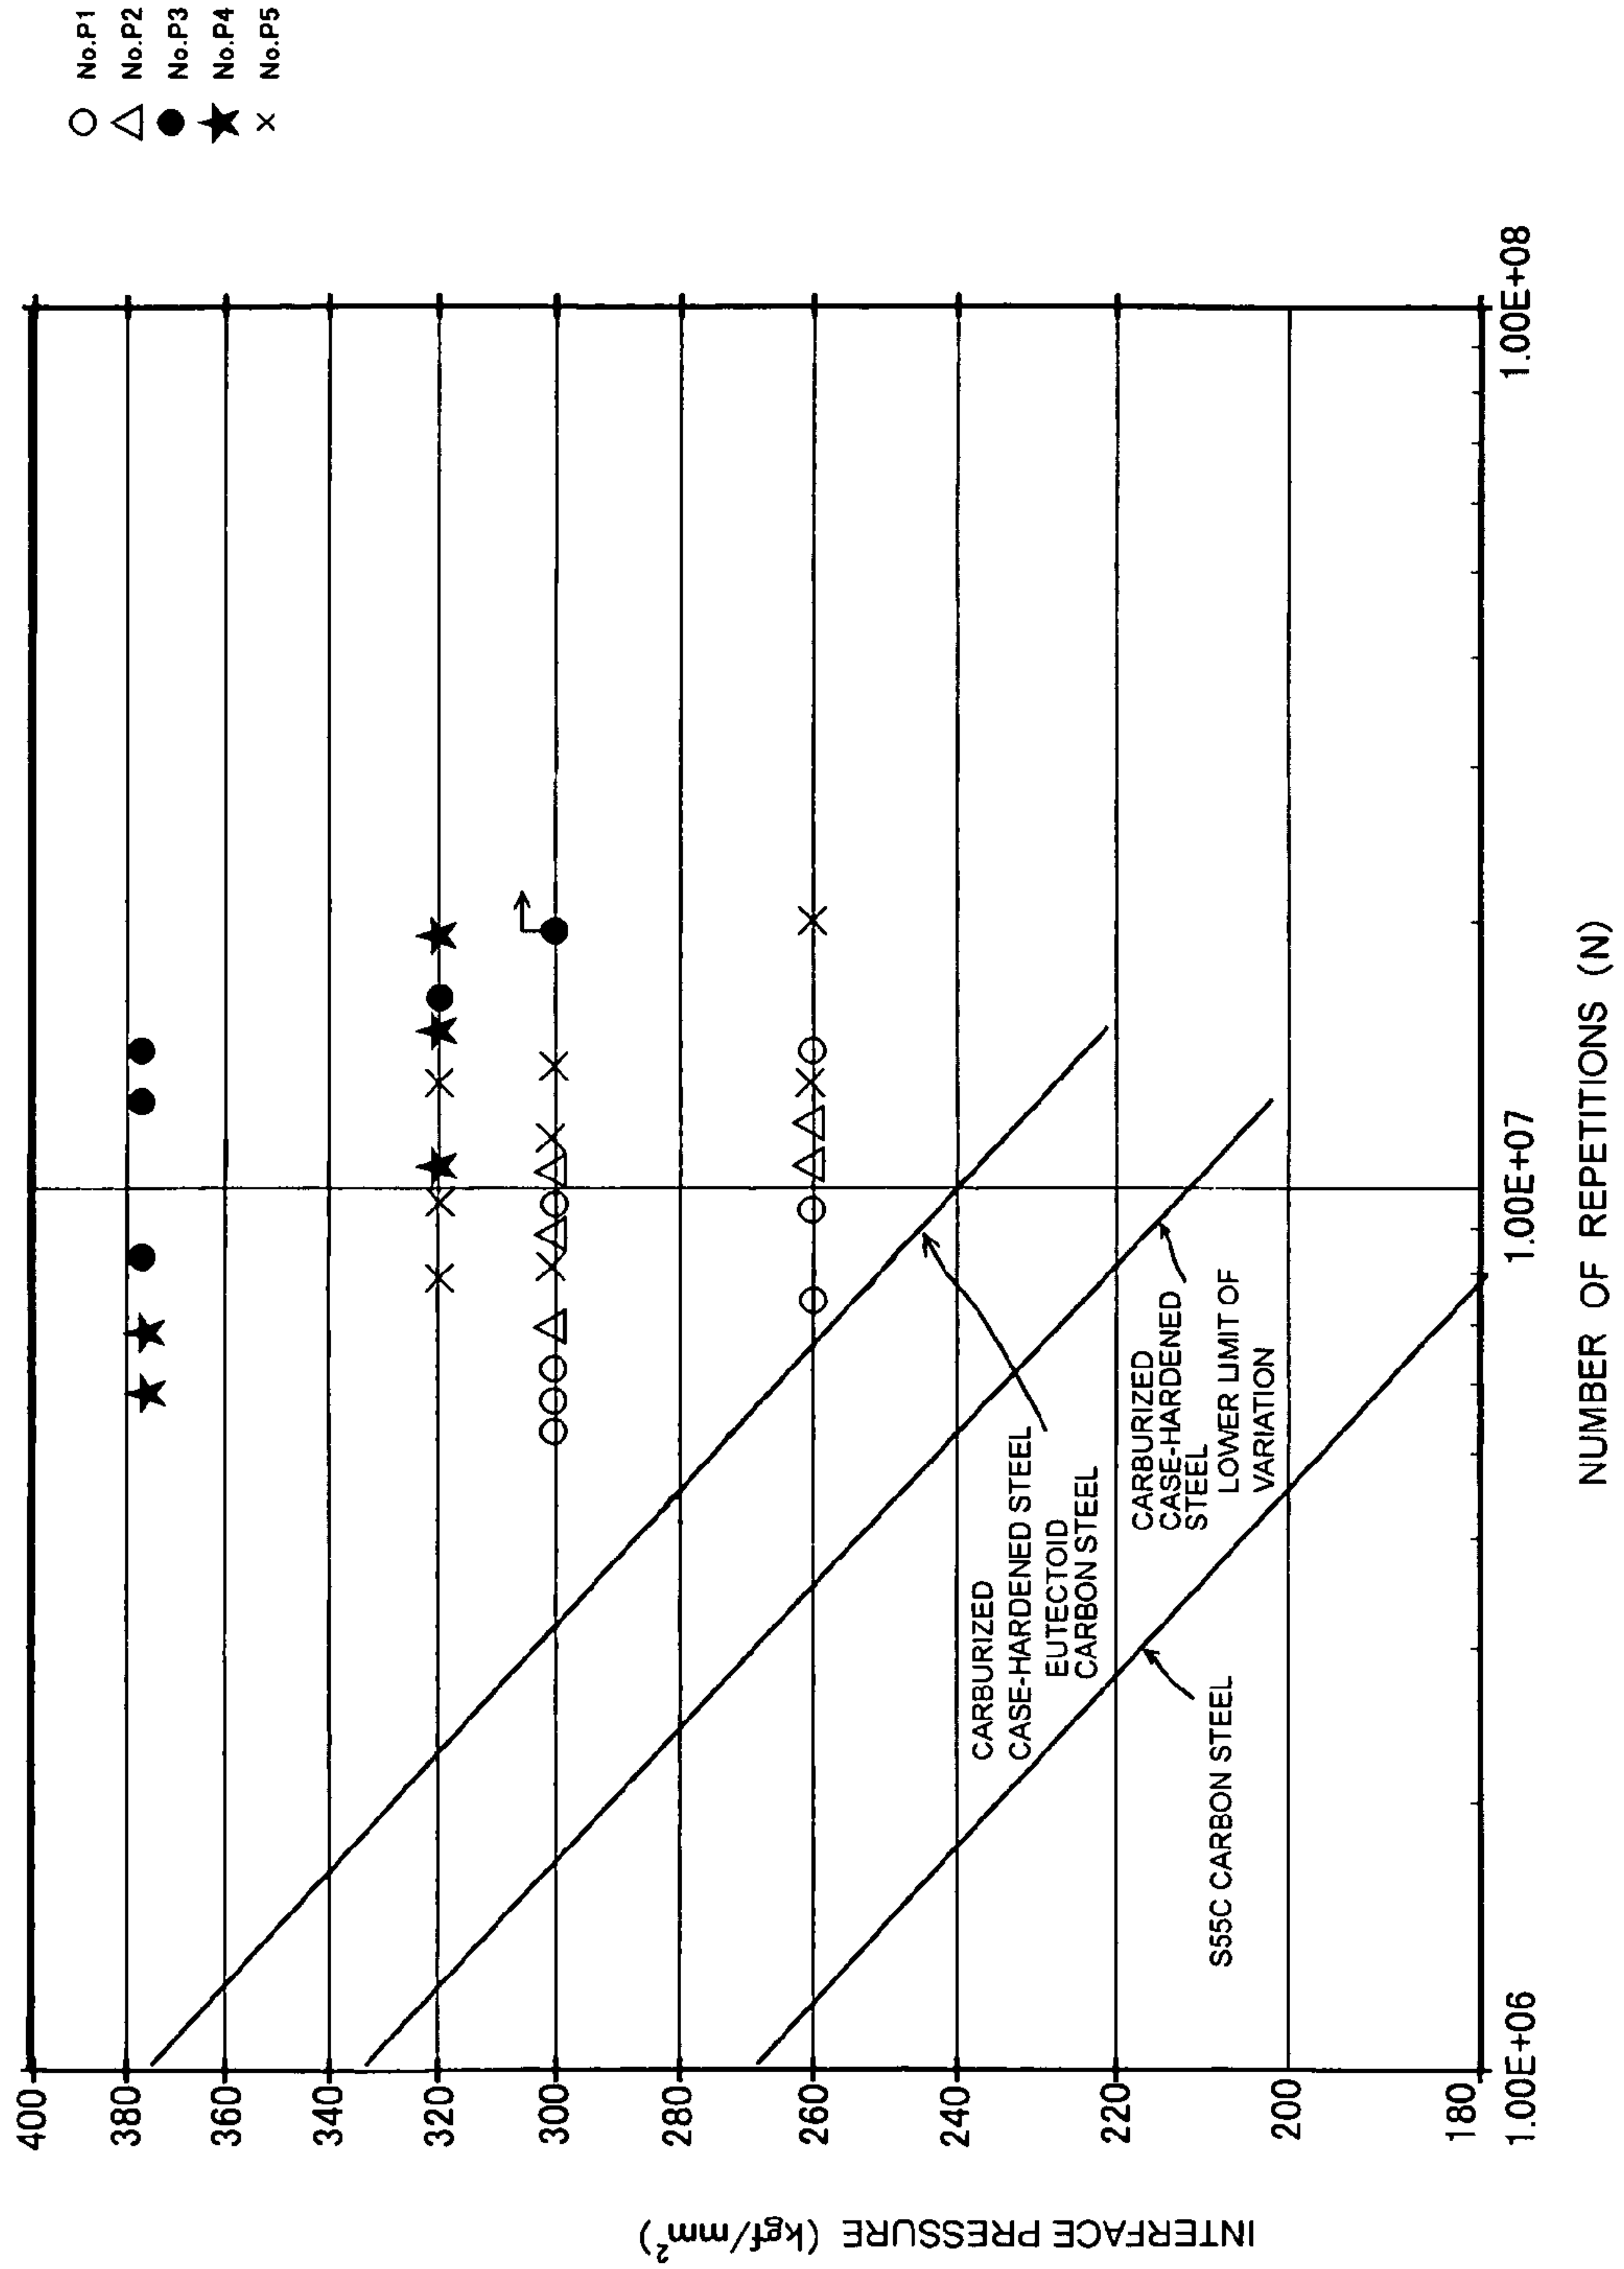 ○ No.P1
△ No.P2
● No.P3
★ No.P4
× No.P5
INTERFACE PRESSURE (kgf/mm²)
400
380
360
340
320
300
280
260
240
220
200
180
CARBURIZED
CASE-HARDENED STEEL
EUTECTOID
CARBON STEEL
CARBURIZED
CASE-HARDENED
STEEL
LOWER LIMIT OF
VARIATION
S55C CARBON STEEL
1.00E+06
1.00E+07
1.00E+08
NUMBER OF REPETITIONS (N)